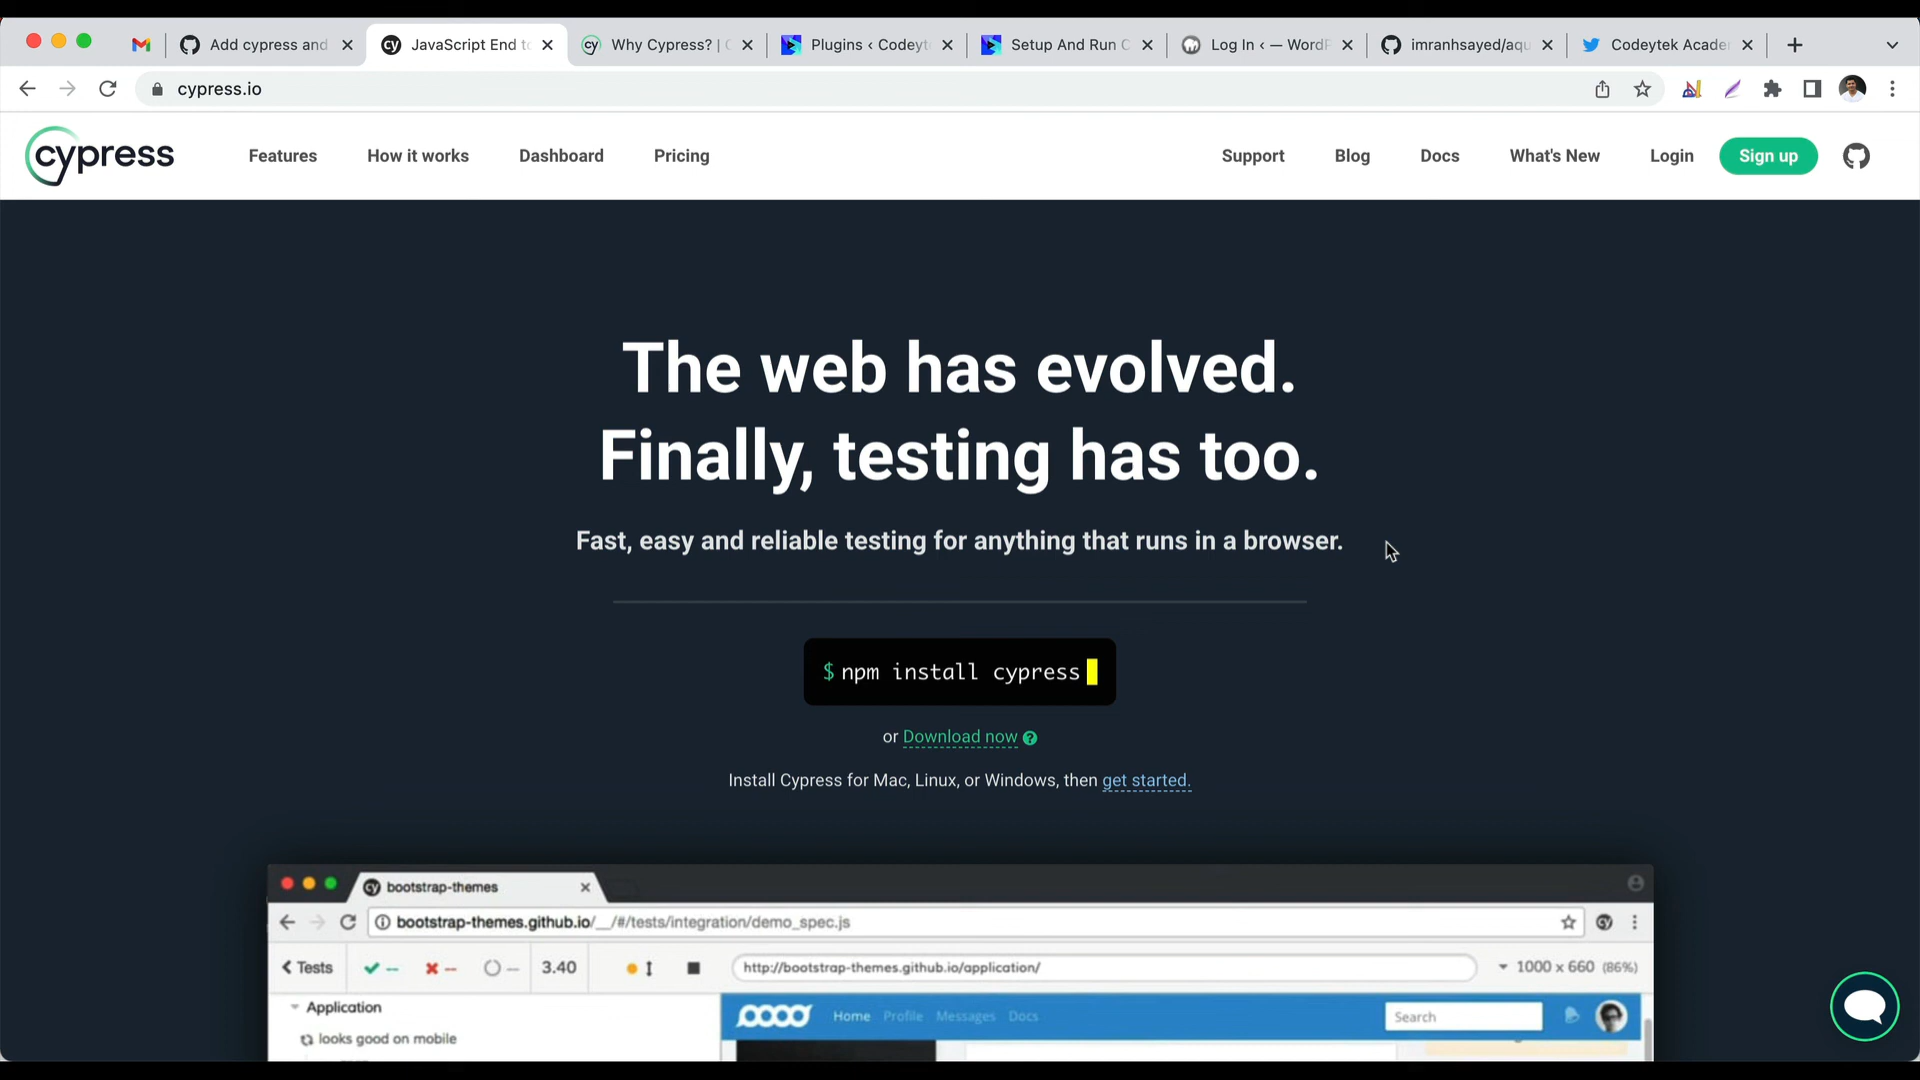 Add cypress and
JavaScript End to
Why Cypress? | C
Plugins ‹ Codeyt
Setup And Run C
Log In ‹ — WordP
imranhsayed/aqu
Codeytek Acade
cypress.io
cypress
Features
How it works
Dashboard
Pricing
Support
Blog
Docs
What's New
Login
Sign up
The web has evolved.
Finally, testing has too.
Fast, easy and reliable testing for anything that runs in a browser.
$ npm install cypress
or Download now ?
Install Cypress for Mac, Linux, or Windows, then get started.
bootstrap-themes
bootstrap-themes.github.io/__/#/tests/integration/demo_spec.js
Tests
--
--
--
3.40
http://bootstrap-themes.github.io/application/
1000 x 660 (86%)
Application
looks good on mobile
Home
Profile
Messages
Docs
Search